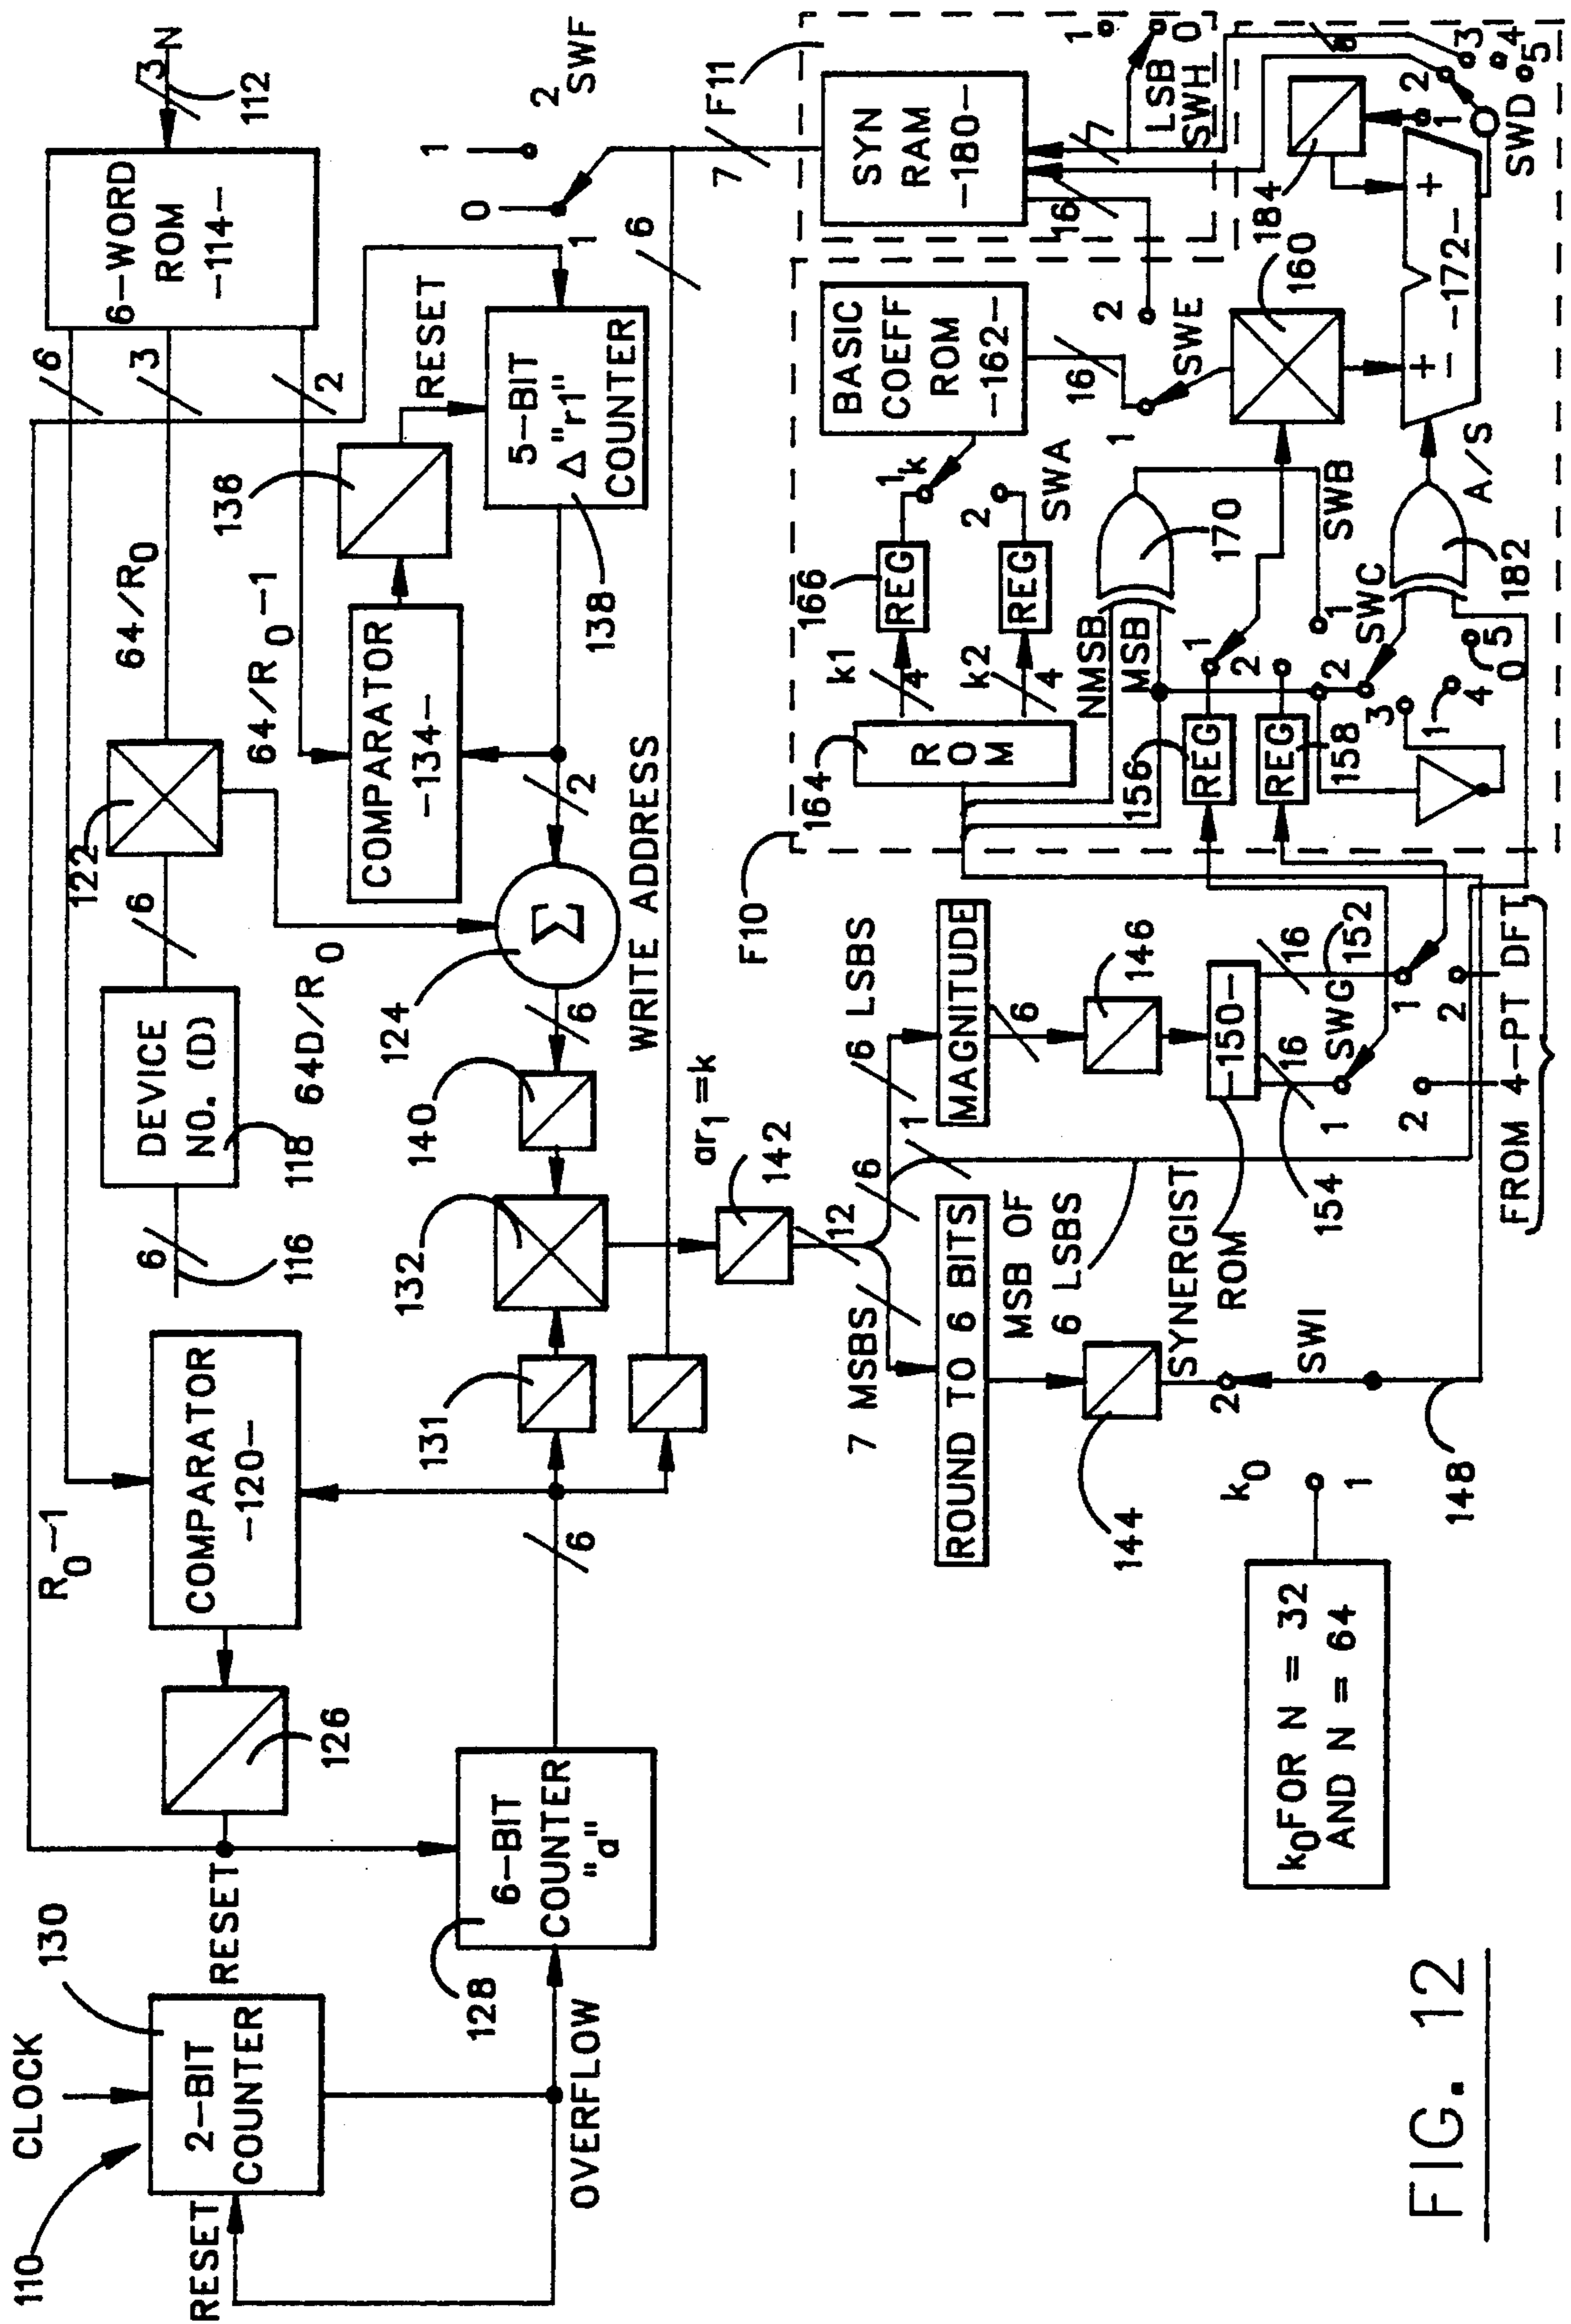 110
CLOCK
130
2-BIT
COUNTER
RESET
RESET
OVERFLOW
126
6-BIT
COUNTER
"a"
128
R0-1
COMPARATOR
-120-
6
116
DEVICE
NO. (D)
118
6
122
64/R0
6
3
2
6-WORD
ROM
-114-
3
N
112
64D/R0
64/R0-1
COMPARATOR
-134-
136
RESET
5-BIT
Δ"r1"
COUNTER
138
1
2
Σ
124
6
140
132
131
6
WRITE ADDRESS
6
0
1
2
SWF
7
F11
ar1=k
142
12
7 MSBS
6
6 LSBS
1
ROUND TO 6 BITS
MAGNITUDE
MSB OF
6 LSBS
6
144
146
SYNERGIST
ROM
-150-
16
16
152
154
SWG
1
2
1
2
FROM 4-PT DFT
2
SWI
k0
1
148
k0 FOR N = 32
AND N = 64
F10
164
ROM
k1
4
k2
4
166
REG
REG
1
k
2
SWA
BASIC
COEFF
ROM
-162-
16
1
2
SWE
SYN
RAM
-180-
16
7
LSB
SWH
1
0
NMSB
MSB
170
156
REG
REG
158
1
2
SWB
1
2
SWC
3
1
4
0
5
182
A/S
160
184
+
-
+
-172-
SWD
1
2
3
4
5
6
FIG. 12